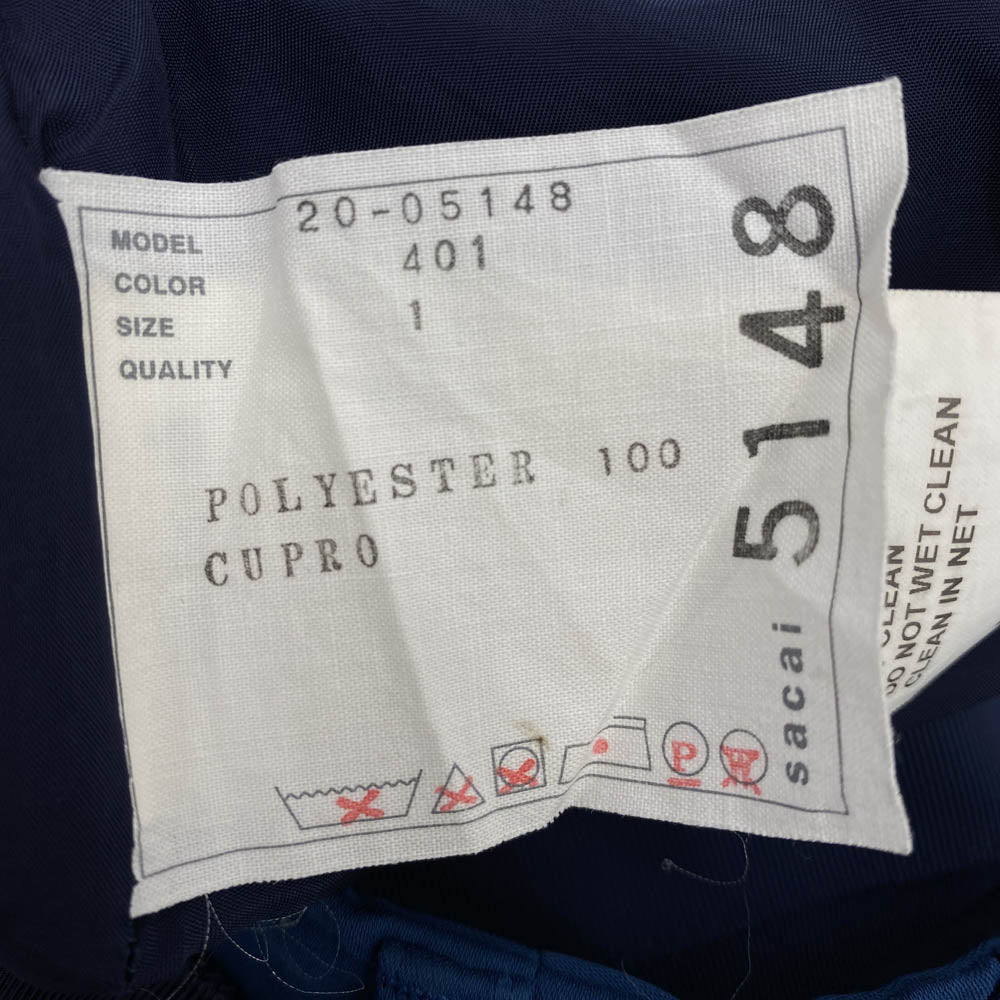 MODEL 20-05148
COLOR 401
SIZE 1
QUALITY
POLYESTER 100
CUPRO
P
W
sacai 5148
CLEAN
DO NOT WET CLEAN
CLEAN IN NET